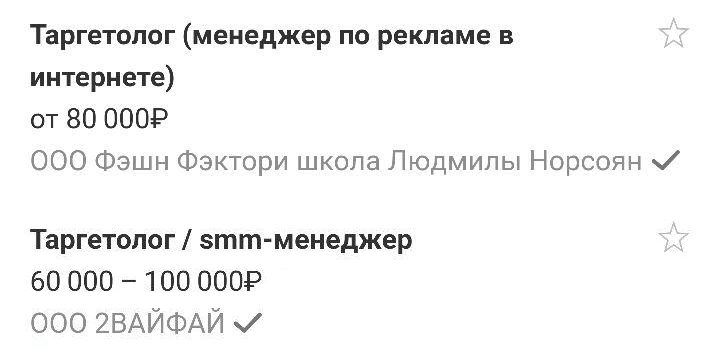 Таргетолог (менеджер по рекламе в
интернете)
от 80 000₽
ООО Фэшн Фэктори школа Людмилы Норсоян
Таргетолог / smm-менеджер
60 000 – 100 000₽
ООО 2ВАЙФАЙ